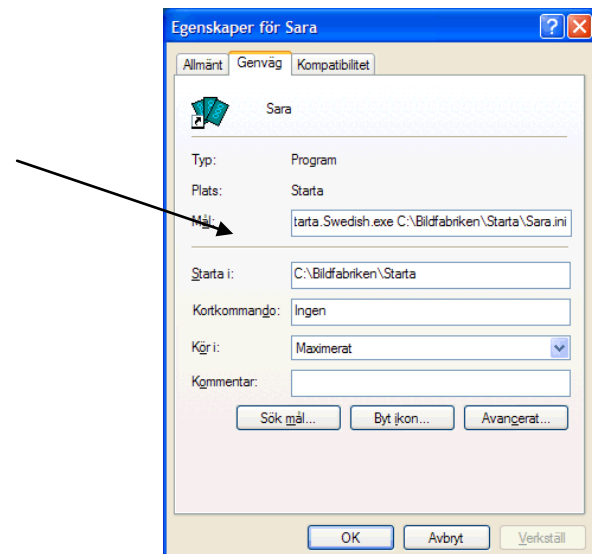 Egenskaper för Sara
Allmänt Genväg Kompatibilitet
Sara
Typ: Program
Plats: Starta
Mål: tarta.Swedish.exe C:\Bildfabriken\Starta\Sara.ini
Starta i: C:\Bildfabriken\Starta
Kortkommando: Ingen
Kör i: Maximerat
Kommentar:
Sök mål... Byt ikon... Avancerat...
OK Avbryt Verkställ